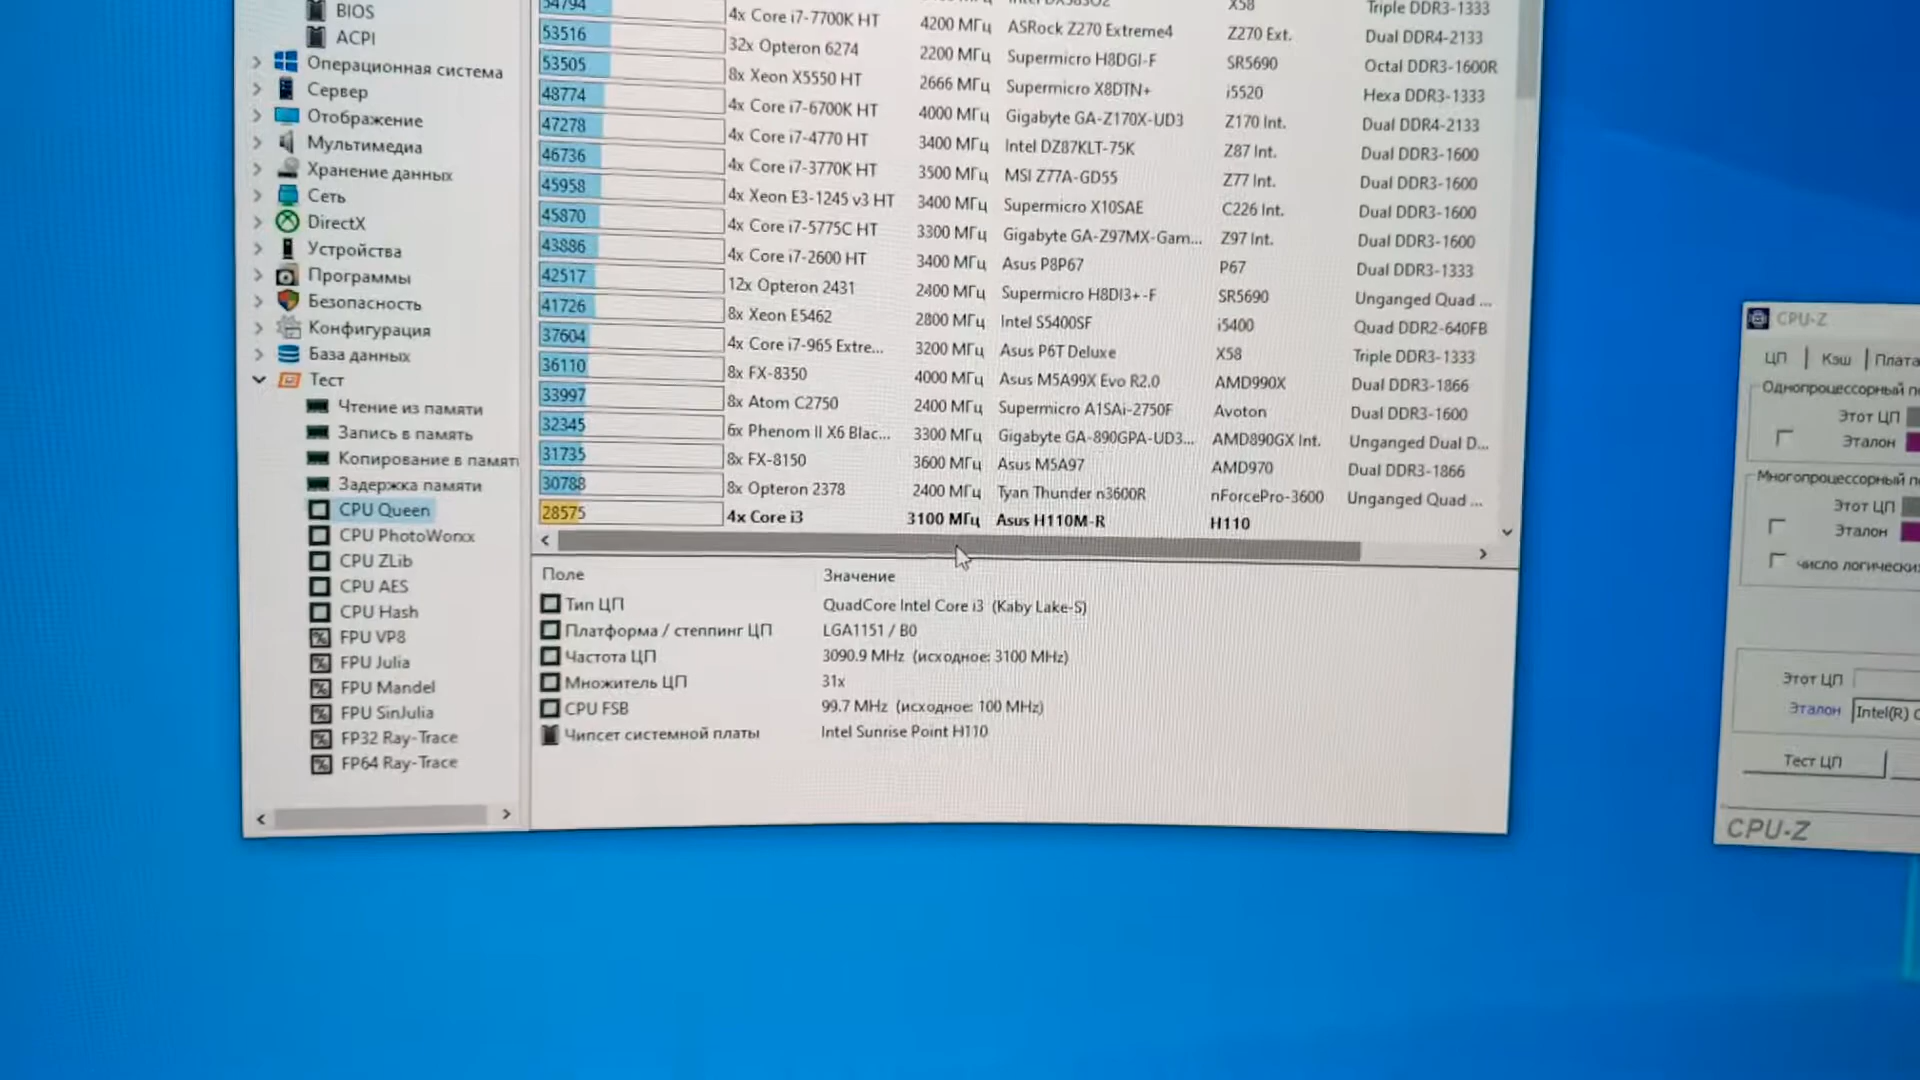 BIOS
ACPI
Операционная система
Сервер
Отображение
Мультимедиа
Хранение данных
Сеть
DirectX
Устройства
Программы
Безопасность
Конфигурация
База данных
Тест
Чтение из памяти
Запись в память
Копирование в памят
Задержка памяти
CPU Queen
CPU PhotoWorxx
CPU ZLib
CPU AES
CPU Hash
FPU VP8
FPU Julia
FPU Mandel
FPU SinJulia
FP32 Ray-Trace
FP64 Ray-Trace
54794 X58 Triple DDR3-1333
53516 4x Core i7-7700K HT 4200 МГц ASRock Z270 Extreme4 Z270 Ext. Dual DDR4-2133
53505 32x Opteron 6274 2200 МГц Supermicro H8DGI-F SR5690 Octal DDR3-1600R
48774 8x Xeon X5550 HT 2666 МГц Supermicro X8DTN+ i5520 Hexa DDR3-1333
47278 4x Core i7-6700K HT 4000 МГц Gigabyte GA-Z170X-UD3 Z170 Int. Dual DDR4-2133
46736 4x Core i7-4770 HT 3400 МГц Intel DZ87KLT-75K Z87 Int. Dual DDR3-1600
45958 4x Core i7-3770K HT 3500 МГц MSI Z77A-GD55 Z77 Int. Dual DDR3-1600
45870 4x Xeon E3-1245 v3 HT 3400 МГц Supermicro X10SAE C226 Int. Dual DDR3-1600
43886 4x Core i7-5775C HT 3300 МГц Gigabyte GA-Z97MX-Gam... Z97 Int. Dual DDR3-1600
42517 4x Core i7-2600 HT 3400 МГц Asus P8P67 P67 Dual DDR3-1333
41726 12x Opteron 2431 2400 МГц Supermicro H8DI3+-F SR5690 Unganged Quad ...
37604 8x Xeon E5462 2800 МГц Intel S5400SF i5400 Quad DDR2-640FB
36110 4x Core i7-965 Extre... 3200 МГц Asus P6T Deluxe X58 Triple DDR3-1333
33997 8x FX-8350 4000 МГц Asus M5A99X Evo R2.0 AMD990X Dual DDR3-1866
32345 8x Atom C2750 2400 МГц Supermicro A1SAi-2750F Avoton Dual DDR3-1600
31735 6x Phenom II X6 Blac... 3300 МГц Gigabyte GA-890GPA-UD3... AMD890GX Int. Unganged Dual D...
30788 8x FX-8150 3600 МГц Asus M5A97 AMD970 Dual DDR3-1866
8x Opteron 2378 2400 МГц Tyan Thunder n3600R nForcePro-3600 Unganged Quad ...
28575 4x Core i3 3100 МГц Asus H110M-R H110
Поле Значение
Тип ЦП QuadCore Intel Core i3 (Kaby Lake-S)
Платформа / степпинг ЦП LGA1151 / B0
Частота ЦП 3090.9 MHz (исходное: 3100 MHz)
Множитель ЦП 31x
CPU FSB 99.7 MHz (исходное: 100 MHz)
Чипсет системной платы Intel Sunrise Point H110
CPU-Z
ЦП Кэш Плата
Однопроцессорный
Этот ЦП
Эталон
Многопроцессорный
Этот ЦП
Эталон
число логически
Этот ЦП
Эталон Intel(R)
Тест ЦП
CPU-Z